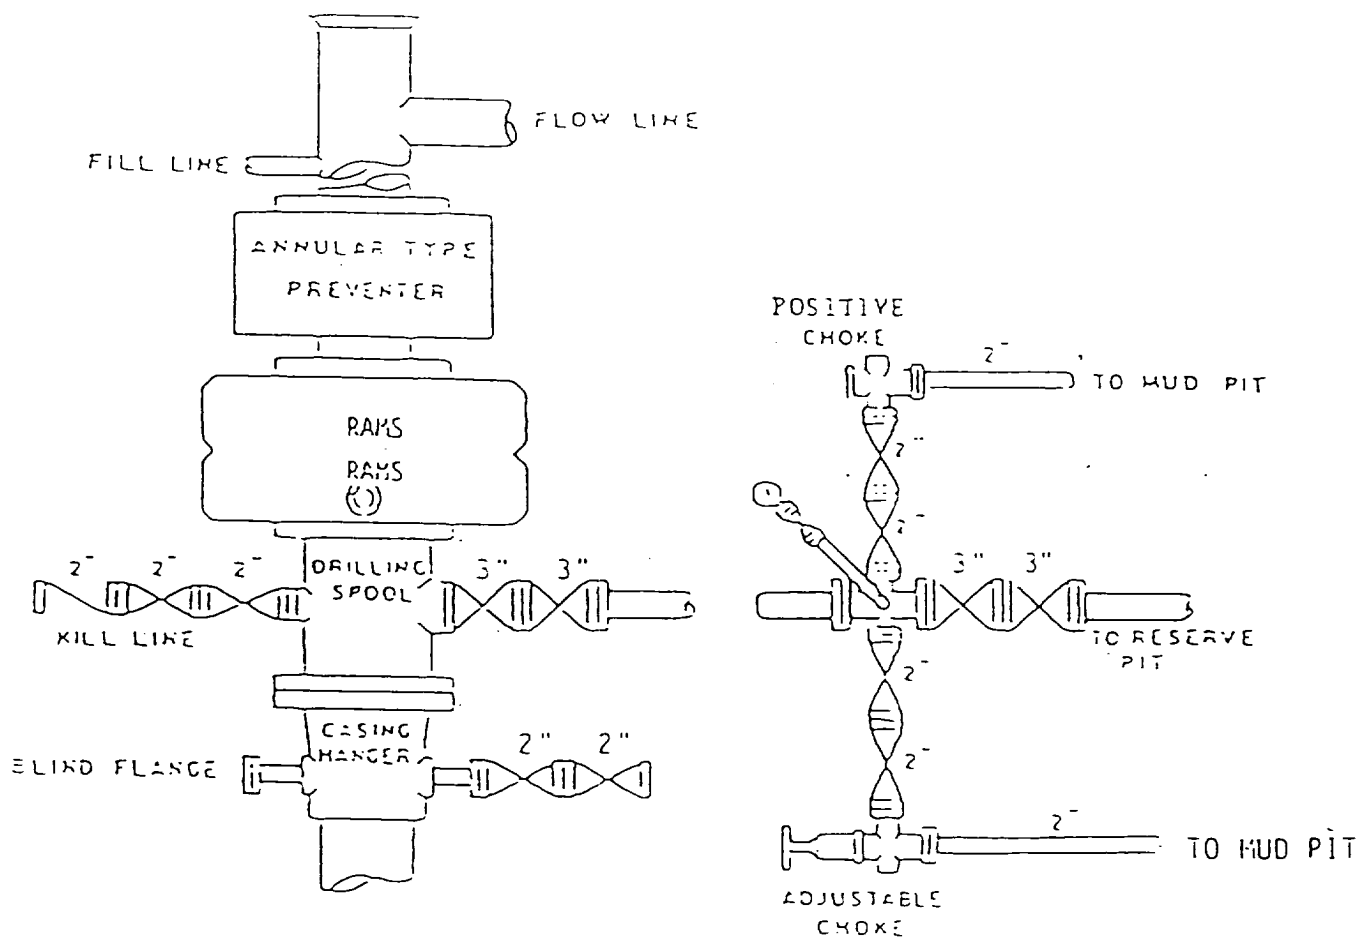 FLOW LINE
FILL LINE
ANNULAR TYPE
PREVENTER
POSITIVE
CHOKE
2"
TO MUD PIT
RAMS
RAMS
2"
2"
2" 2" 2"
DRILLING
SPOOL
3" 3"
3" 3"
KILL LINE
TO RESERVE
PIT
2"
CASING
HANGER
2" 2"
BLIND FLANGE
2"
2"
TO MUD PIT
ADJUSTABLE
CHOKE